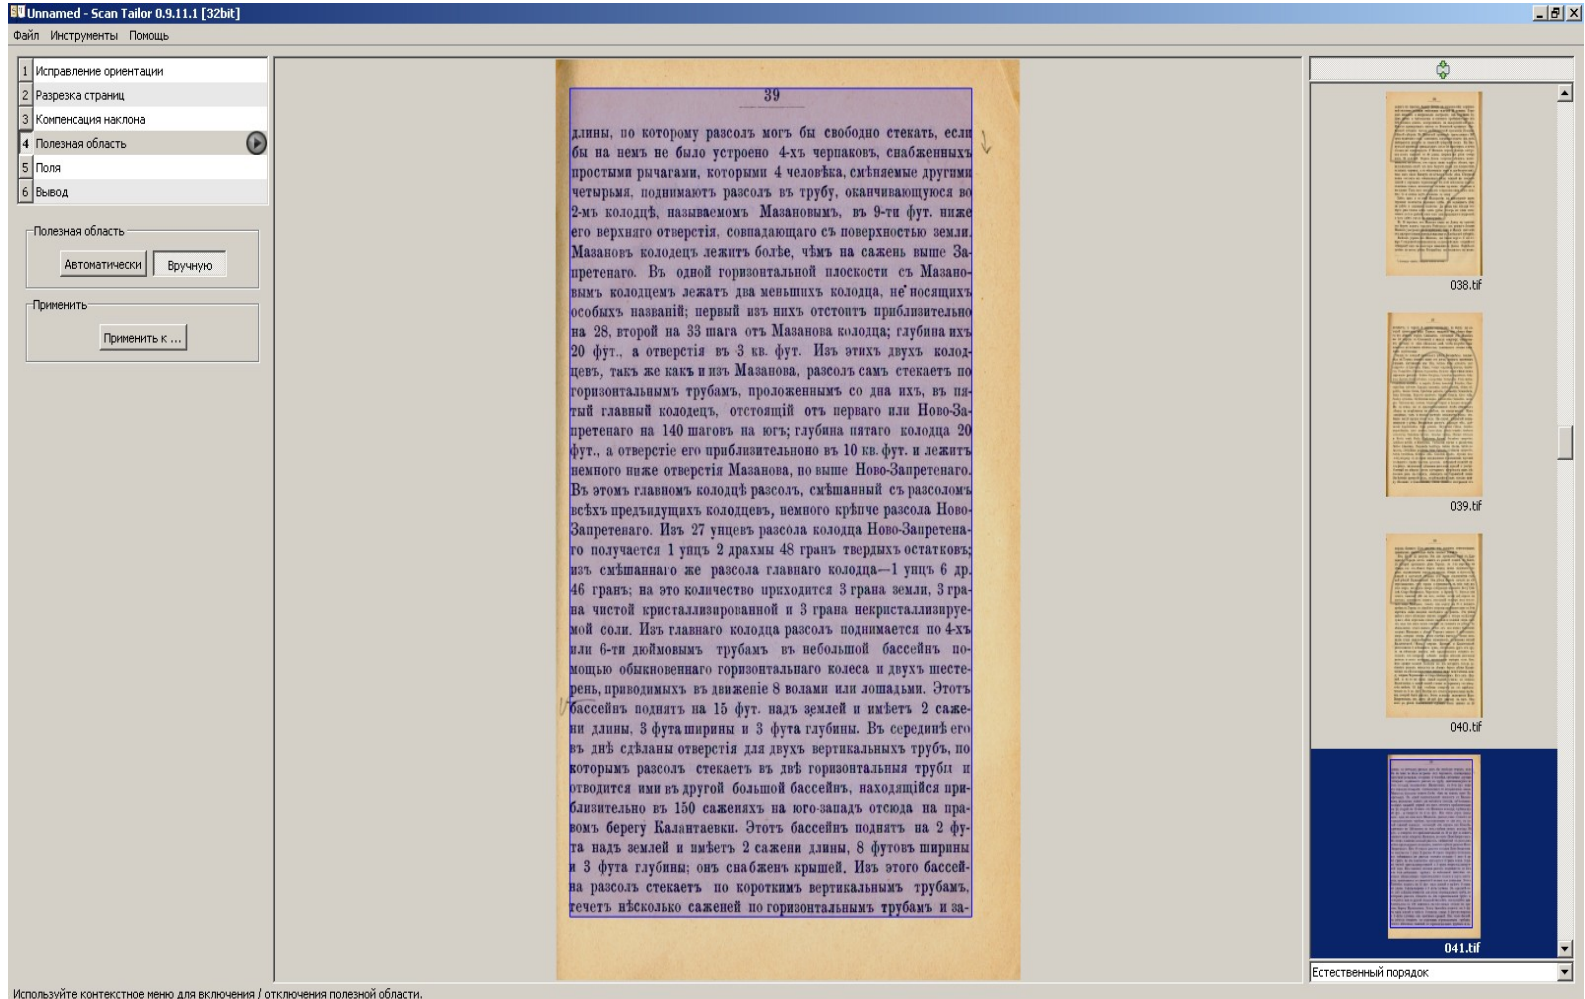 Unnamed - Scan Tailor 0.9.11.1 [32bit]
Файл Инструменты Помощь
1 Исправление ориентации
2 Разрезка страниц
3 Компенсация наклона
4 Полезная область
5 Поля
6 Вывод
Полезная область
Автоматически Вручную
Применить
Применить к ...
39
длины, по которому разсолъ могъ бы свободно стекать, если
бы на немъ не было устроено 4-хъ черпаковъ, снабженныхъ
простыми рычагами, которыми 4 человѣка, смѣняемые другими
четырьмя, поднимаютъ разсолъ въ трубу, оканчивающуюся во
2-мъ колодцѣ, называемомъ Мазановымъ, въ 9-ти фут. ниже
его верхняго отверстія, совпадающаго съ поверхностью земли.
Мазановъ колодецъ лежитъ болѣе, чѣмъ на сажень выше За-
претенаго. Въ одной горизонтальной плоскости съ Мазано-
вымъ колодцемъ лежатъ два меньшихъ колодца, не носящихъ
особыхъ названій; первый изъ нихъ отстоитъ приблизительно
на 28, второй на 33 шага отъ Мазанова колодца; глубина ихъ
20 фут., а отверстія въ 3 кв. фут. Изъ этихъ двухъ колод-
цевъ, такъ же какъ и изъ Мазанова, разсолъ самъ стекаетъ по
горизонтальнымъ трубамъ, проложеннымъ со дна ихъ, въ пя-
тый главный колодецъ, отстоящій отъ перваго или Ново-За-
претенаго на 140 шаговъ на югъ; глубина пятаго колодца 20
фут., а отверстіе его приблизительноно въ 10 кв. фут. и лежитъ
немного ниже отверстія Мазанова, но выше Ново-Запретенаго.
Въ этомъ главномъ колодцѣ разсолъ, смѣшанный съ разсоломъ
всѣхъ предъидущихъ колодцевъ, немного крѣпче разсола Ново-
Запретенаго. Изъ 27 унцевъ разсола колодца Ново-Запретена-
го получается 1 унцъ 2 драхмы 48 гранъ твердыхъ остатковъ;
изъ смѣшаннаго же разсола главнаго колодца—1 унцъ 6 др.
46 гранъ; на это количество приходится 3 грана земли, 3 гра-
на чистой кристаллизированной и 3 грана некристаллизируе-
мой соли. Изъ главнаго колодца разсолъ поднимается по 4-хъ
или 6-ти дюймовымъ трубамъ въ небольшой бассейнъ по-
мощью обыкновеннаго горизонтальнаго колеса и двухъ шесте-
рень, приводимыхъ въ движеніе 8 волами или лошадьми. Этотъ
бассейнъ поднятъ на 15 фут. надъ землей и имѣетъ 2 саже-
ни длины, 3 фута ширины и 3 фута глубины. Въ серединѣ его
въ днѣ сдѣланы отверстія для двухъ вертикальныхъ трубъ, по
которымъ разсолъ стекаетъ въ двѣ горизонтальныя трубы и
отводится ими въ другой большой бассейнъ, находящійся при-
близительно въ 150 саженяхъ на юго-западъ отсюда на пра-
вомъ берегу Калантаевки. Этотъ бассейнъ поднятъ на 2 фу-
та надъ землей и имѣетъ 2 сажени длины, 8 футовъ ширины
и 3 фута глубины; онъ снабженъ крышей. Изъ этого бассей-
на разсолъ стекаетъ по короткимъ вертикальнымъ трубамъ,
течетъ нѣсколько саженей по горизонтальнымъ трубамъ и за-
038.tif
039.tif
040.tif
041.tif
Естественный порядок
Используйте контекстное меню для включения / отключения полезной области.